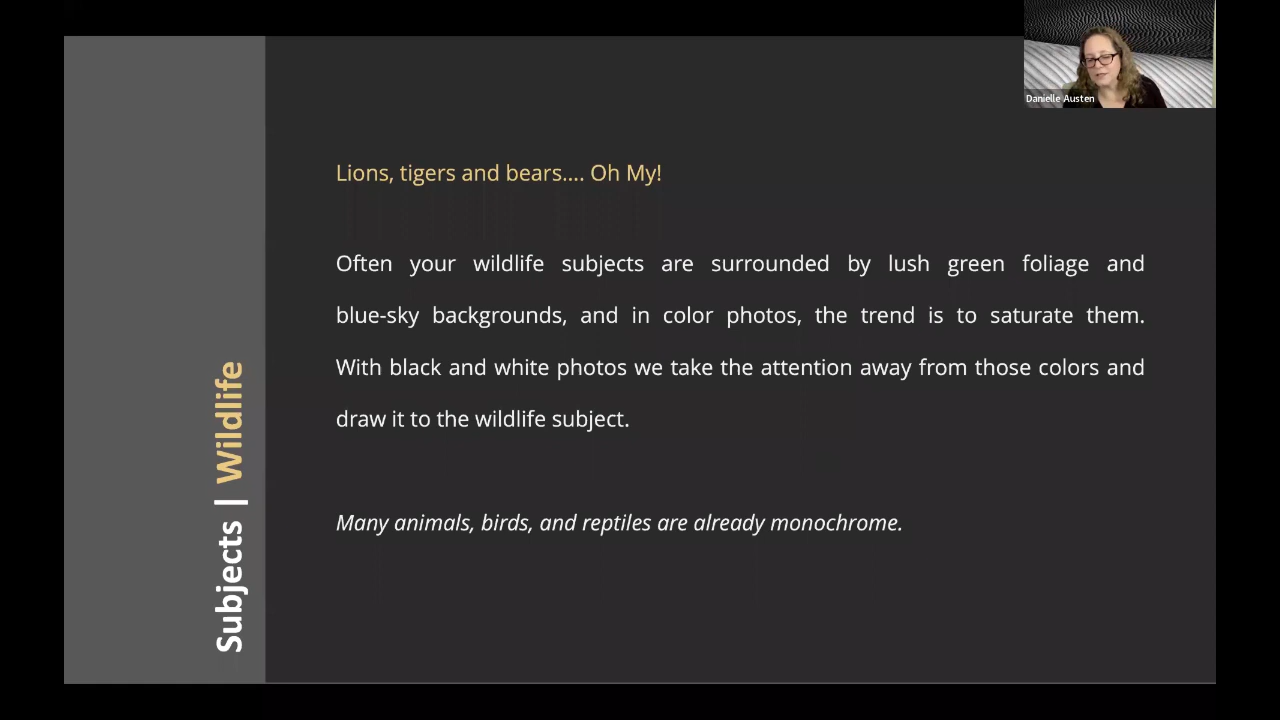 Danielle Austen
Lions, tigers and bears.... Oh My!
Often your wildlife subjects are surrounded by lush green foliage and
blue-sky backgrounds, and in color photos, the trend is to saturate them.
With black and white photos we take the attention away from those colors and
draw it to the wildlife subject.
Many animals, birds, and reptiles are already monochrome.
Subjects | Wildlife